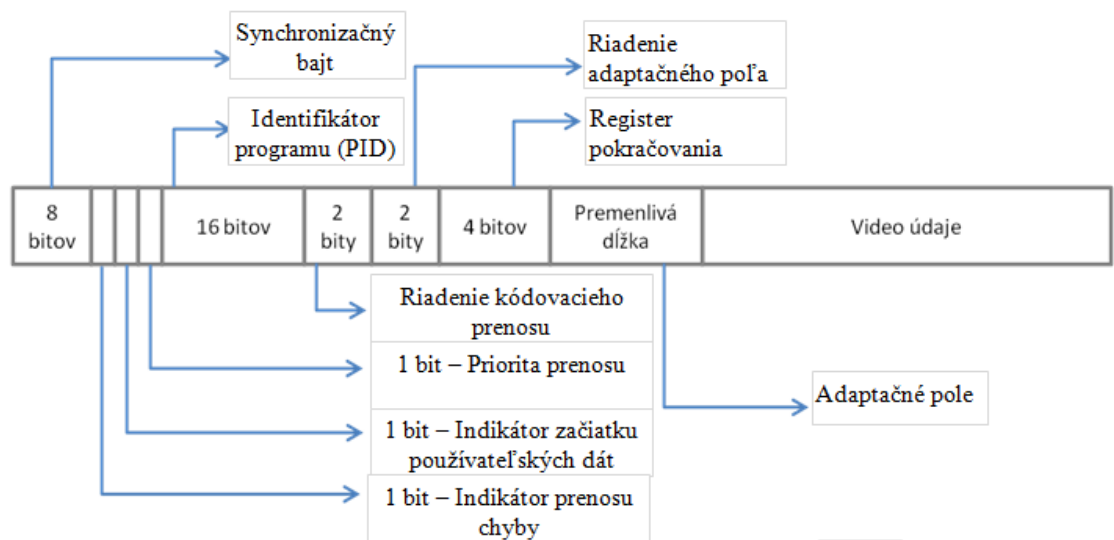 Synchronizačný
bajt
Riadenie
adaptačného poľa
Identifikátor
programu (PID)
Register
pokračovania
8
bitov
16 bitov
2
bity
2
bity
4 bitov
Premenlivá
dĺžka
Video údaje
Riadenie kódovacieho
prenosu
1 bit – Priorita prenosu
Adaptačné pole
1 bit – Indikátor začiatku
používateľských dát
1 bit – Indikátor prenosu
chyby